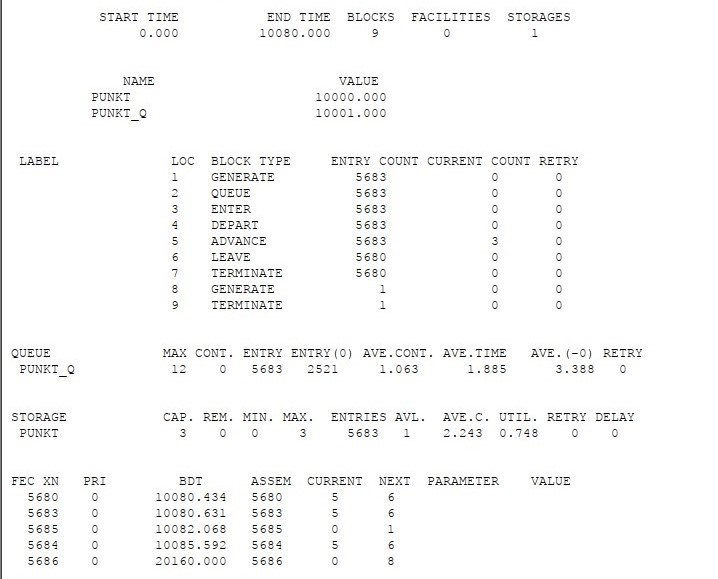 START TIME END TIME BLOCKS FACILITIES STORAGES
0.000 10080.000 9 0 1
NAME VALUE
PUNKT 10000.000
PUNKT_Q 10001.000
LABEL LOC BLOCK TYPE ENTRY COUNT CURRENT COUNT RETRY
1 GENERATE 5683 0 0
2 QUEUE 5683 0 0
3 ENTER 5683 0 0
4 DEPART 5683 0 0
5 ADVANCE 5683 3 0
6 LEAVE 5680 0 0
7 TERMINATE 5680 0 0
8 GENERATE 1 0 0
9 TERMINATE 1 0 0
QUEUE MAX CONT. ENTRY ENTRY(0) AVE.CONT. AVE.TIME AVE.(-0) RETRY
PUNKT_Q 12 0 5683 2521 1.063 1.885 3.388 0
STORAGE CAP. REM. MIN. MAX. ENTRIES AVL. AVE.C. UTIL. RETRY DELAY
PUNKT 3 0 0 3 5683 1 2.243 0.748 0 0
FEC XN PRI BDT ASSEM CURRENT NEXT PARAMETER VALUE
5680 0 10080.434 5680 5 6
5683 0 10080.631 5683 5 6
5685 0 10082.068 5685 0 1
5684 0 10085.592 5684 5 6
5686 0 20160.000 5686 0 8